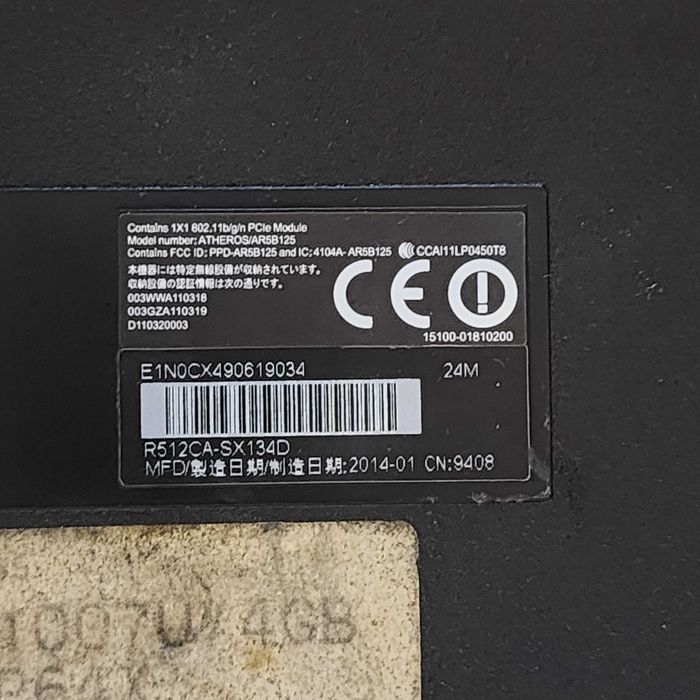 Contains 1X1 802.11b/g/n PCIe Module
Model number: ATHEROS/AR5B125
Contains FCC ID: PPD-AR5B125 and IC: 4104A- AR5B125
CCAI11LP0450T8
本機器には特定無線設備が収納されています。
収納設備の認証情報は次の通りです。
003WWA110318
003GZA110319
D110320003
CE
15100-01810200
E1N0CX490619034 24M
R512CA-SX134D
MFD/製造日期/制造日期:2014-01 CN:9408
1007U 4GB